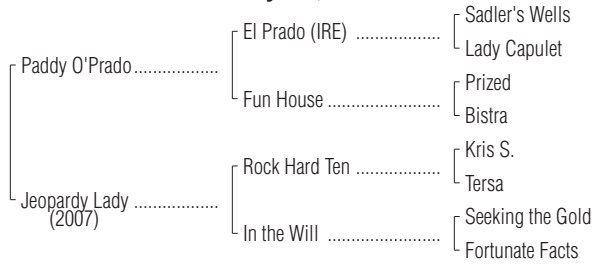 Sadler's Wells
El Prado (IRE) ..................
Lady Capulet
Paddy O'Prado..................
Prized
Fun House ........................
Bistra
Kris S.
Rock Hard Ten ..................
Tersa
Jeopardy Lady ..................
(2007)
Seeking the Gold
In the Will ........................
Fortunate Facts